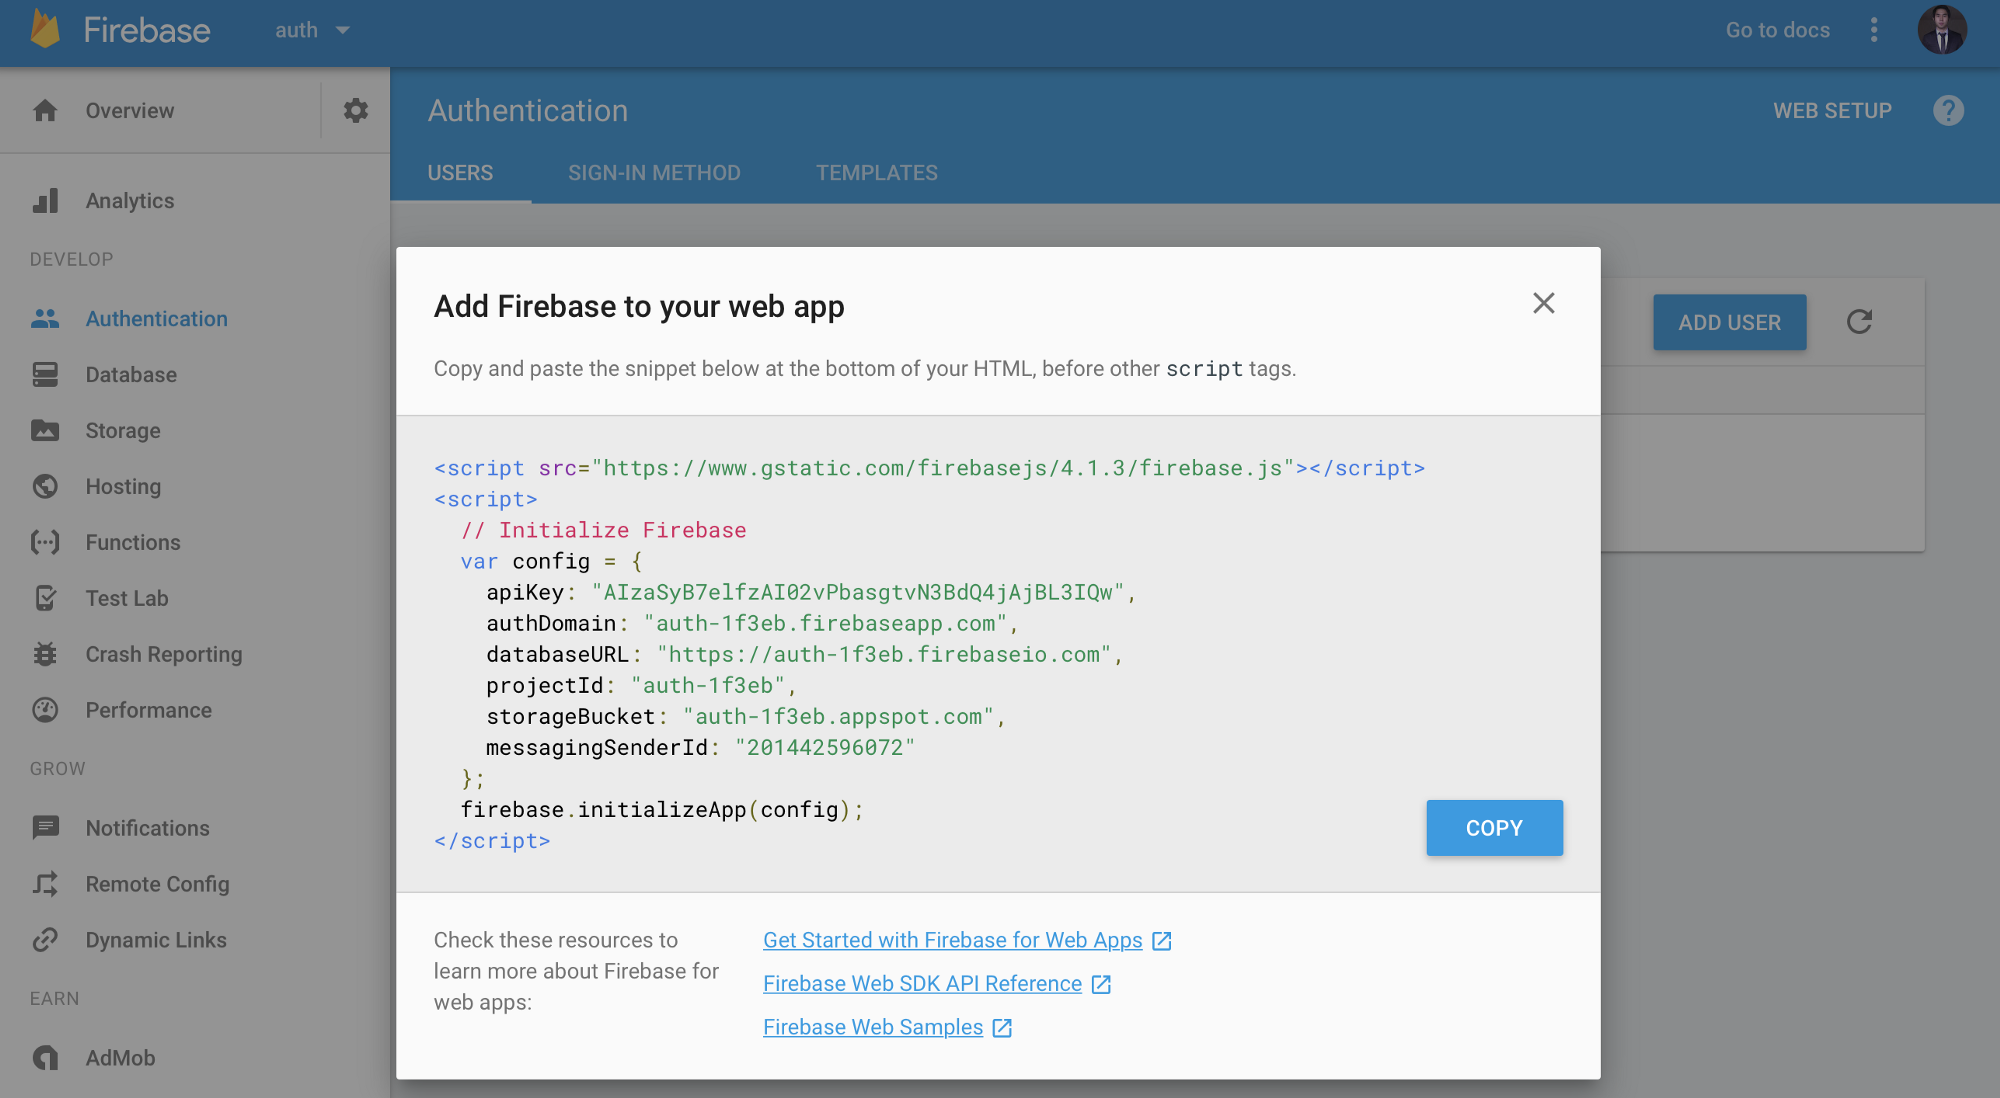 Firebase
auth
Go to docs
Overview
Authentication
WEB SETUP
USERS
SIGN-IN METHOD
TEMPLATES
Analytics
DEVELOP
Authentication
Database
Storage
Hosting
Functions
Test Lab
Crash Reporting
Performance
GROW
Notifications
Remote Config
Dynamic Links
EARN
AdMob
ADD USER
Add Firebase to your web app
Copy and paste the snippet below at the bottom of your HTML, before other script tags.
<script src="https://www.gstatic.com/firebasejs/4.1.3/firebase.js"></script>
<script>
  // Initialize Firebase
  var config = {
    apiKey: "AIzaSyB7elfzAI02vPbasgtvN3BdQ4jAjBL3IQw",
    authDomain: "auth-1f3eb.firebaseapp.com",
    databaseURL: "https://auth-1f3eb.firebaseio.com",
    projectId: "auth-1f3eb",
    storageBucket: "auth-1f3eb.appspot.com",
    messagingSenderId: "201442596072"
  };
  firebase.initializeApp(config);
</script>
COPY
Check these resources to
learn more about Firebase for
web apps:
Get Started with Firebase for Web Apps
Firebase Web SDK API Reference
Firebase Web Samples